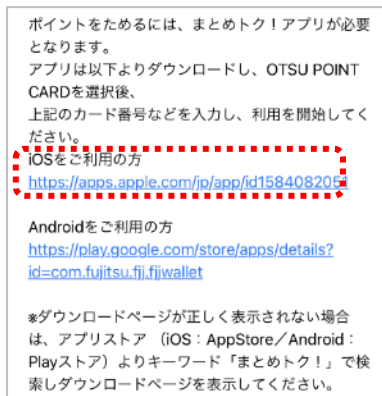 ポイントをためるには、まとめトク！アプリが必要
となります。
アプリは以下よりダウンロードし、OTSU POINT
CARDを選択後、
上記のカード番号などを入力し、利用を開始してく
ださい。
iOSをご利用の方
https://apps.apple.com/jp/app/id1584082051
Androidをご利用の方
https://play.google.com/store/apps/details?
id=com.fujitsu.fjj.fjjwallet
※ダウンロードページが正しく表示されない場合
は、アプリストア （iOS：AppStore／Android：
Playストア）よりキーワード「まとめトク！」で検
索しダウンロードページを表示してください。